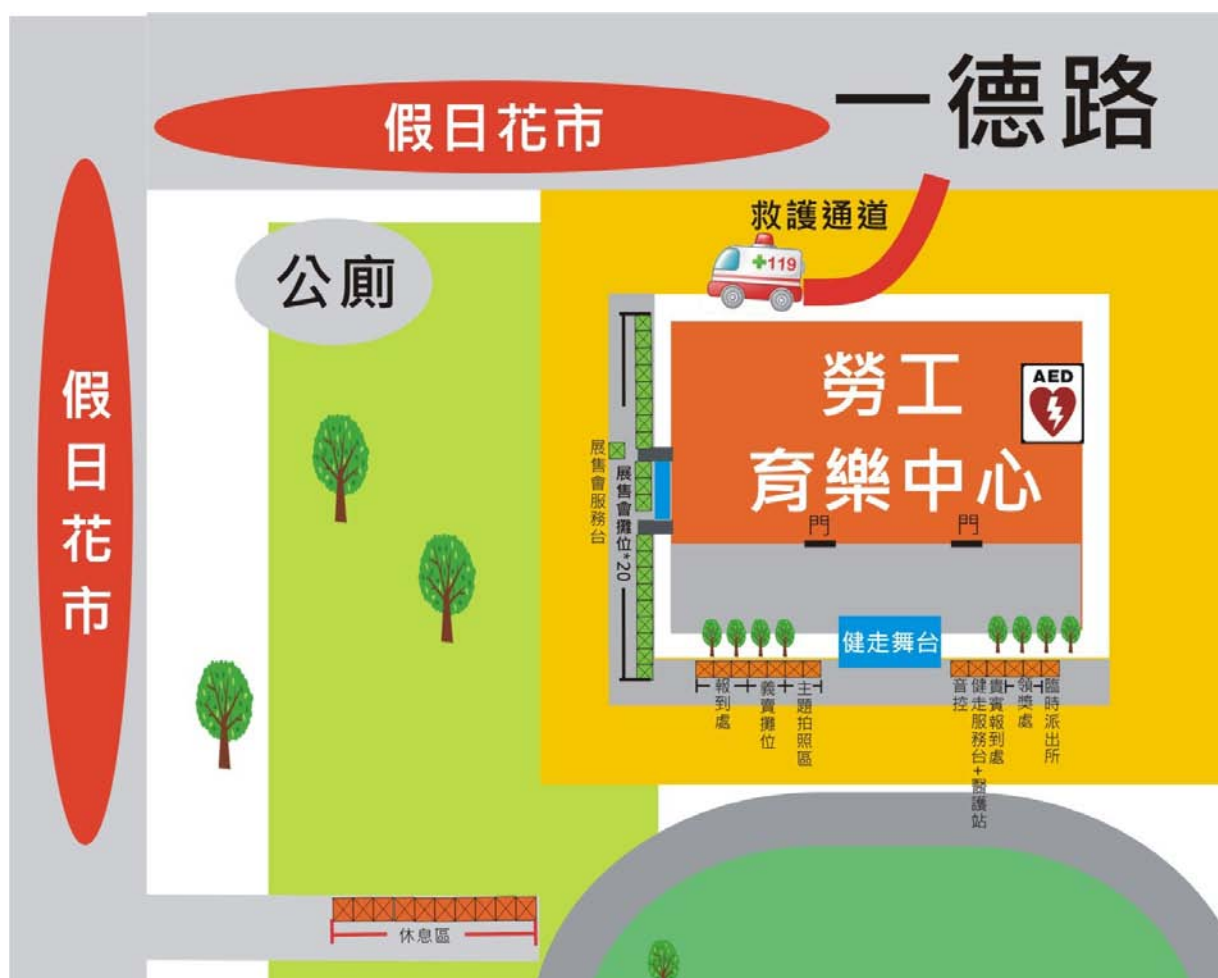 一德路
假日花市
救護通道
119
公廁
假日花市
勞工
育樂中心
AED
門
門
展售會服務台
展售會攤位*20
健走舞台
報到處
義賣攤位
主題拍照區
音控
健走服務台+醫護站
貴賓報到處
領獎處
臨時派出所
休息區